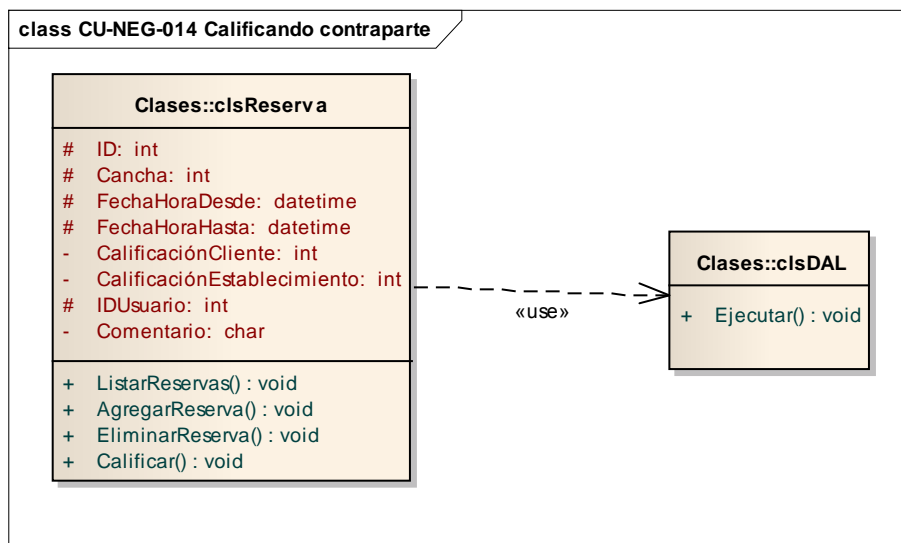 class CU-NEG-014 Calificando contraparte
Clases::clsReserva
# ID: int
# Cancha: int
# FechaHoraDesde: datetime
# FechaHoraHasta: datetime
- CalificaciónCliente: int
- CalificaciónEstablecimiento: int
# IDUsuario: int
- Comentario: char
+ ListarReservas() : void
+ AgregarReserva() : void
+ EliminarReserva() : void
+ Calificar() : void
«use»
Clases::clsDAL
+ Ejecutar() : void